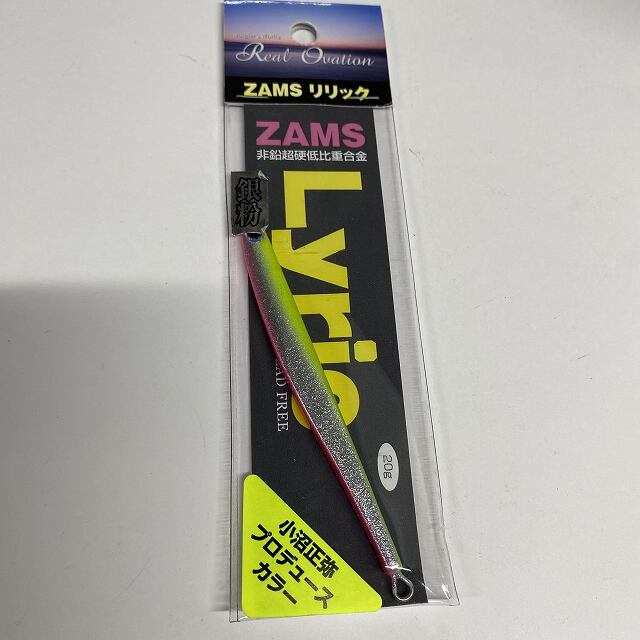 Real Ovation
ZAMS リリック
ZAMS
非鉛超硬低比重合金
銀粉
Lyric
FREE
20g
小沼正弥
プロデュース
カラー